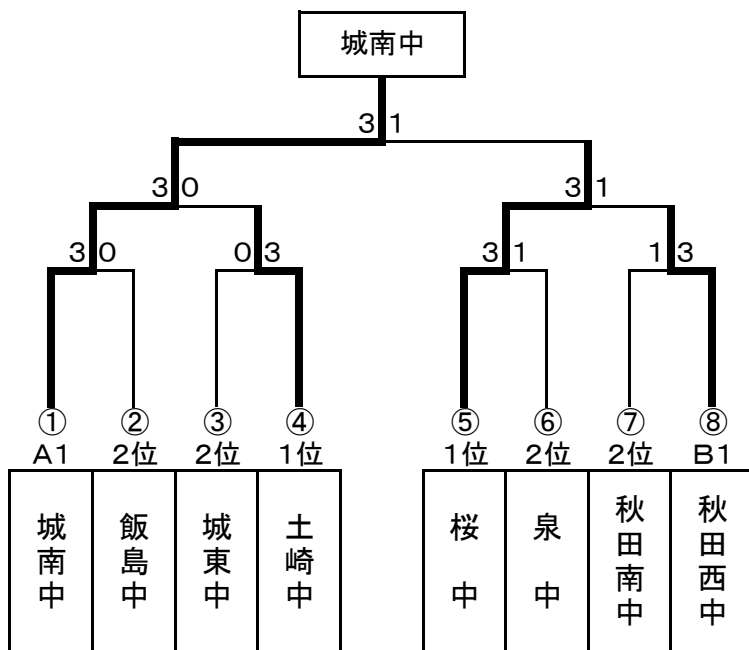 城南中
3 1
3 0 3 1
3 0 0 3 3 1 1 3
① ② ③ ④ ⑤ ⑥ ⑦ ⑧
A1 2位 2位 1位 1位 2位 2位 B1
城南中
飯島中
城東中
土崎中
桜中
泉中
秋田南中
秋田西中